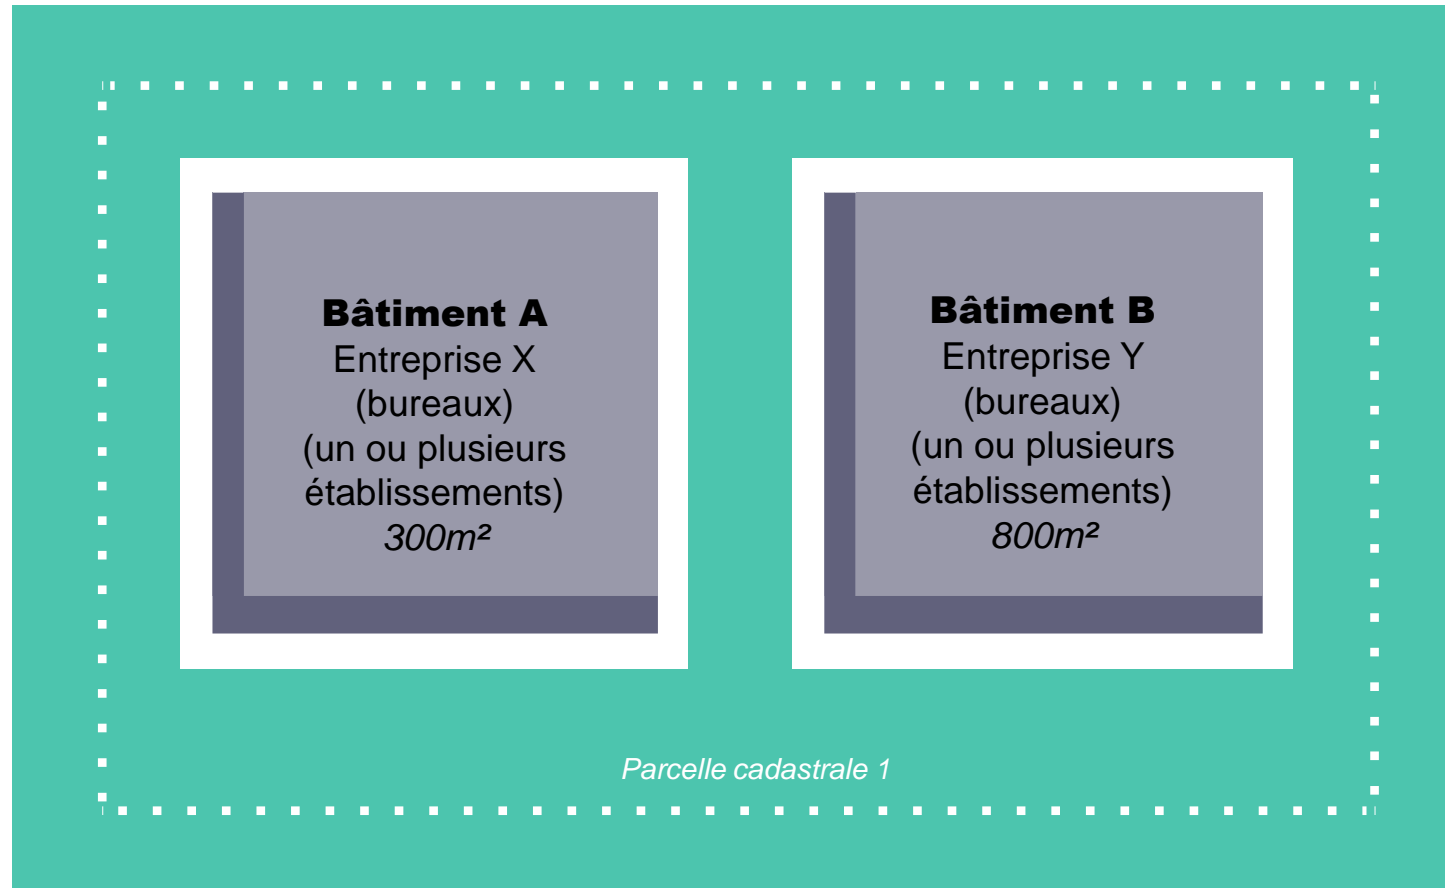 Bâtiment A
Entreprise X
(bureaux)
(un ou plusieurs
établissements)
300m²
Bâtiment B
Entreprise Y
(bureaux)
(un ou plusieurs
établissements)
800m²
Parcelle cadastrale 1